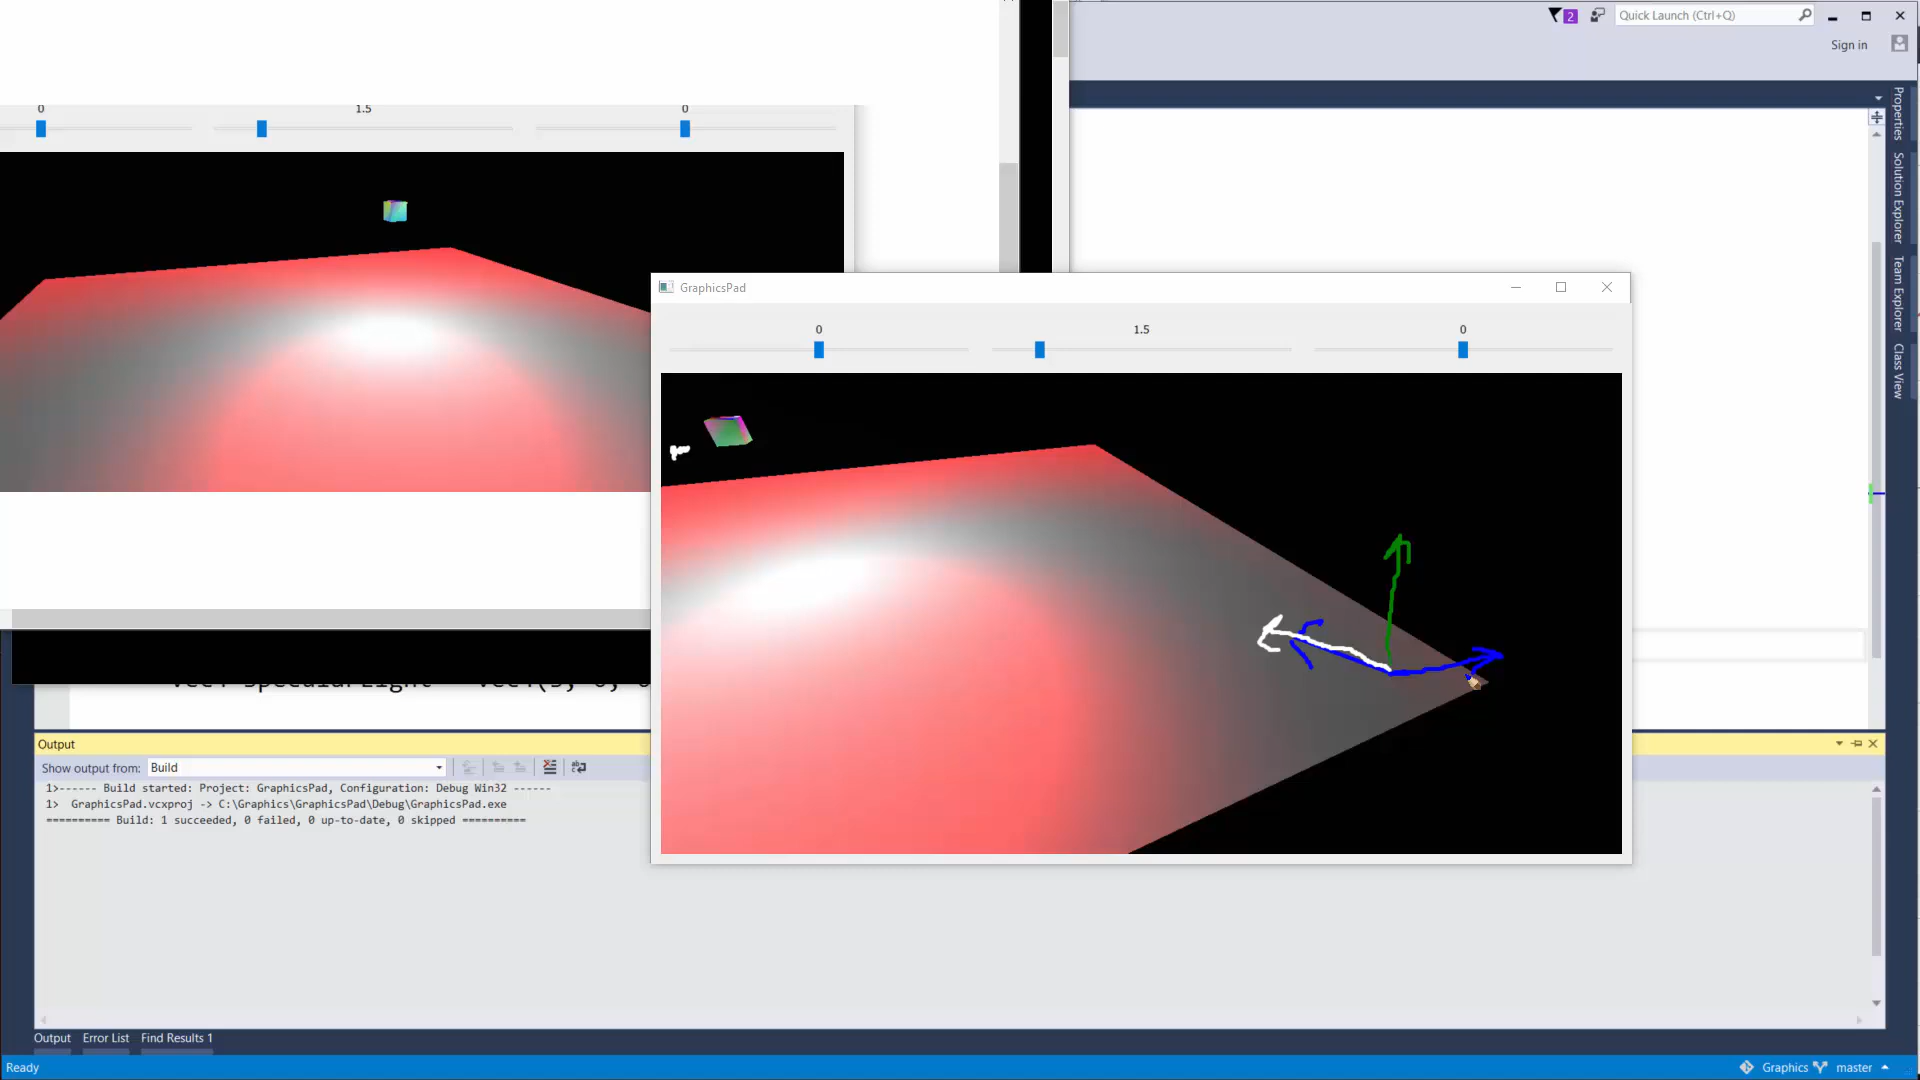 2
Quick Launch (Ctrl+Q)
Sign in
0 1.5 0
Properties
Solution Explorer
Team Explorer
Class View
GraphicsPad
0 1.5 0
Output
Show output from: Build
1>------ Build started: Project: GraphicsPad, Configuration: Debug Win32 ------
1>  GraphicsPad.vcxproj -> C:\Graphics\GraphicsPad\Debug\GraphicsPad.exe
========== Build: 1 succeeded, 0 failed, 0 up-to-date, 0 skipped ==========
Output Error List Find Results 1
Ready
Graphics master